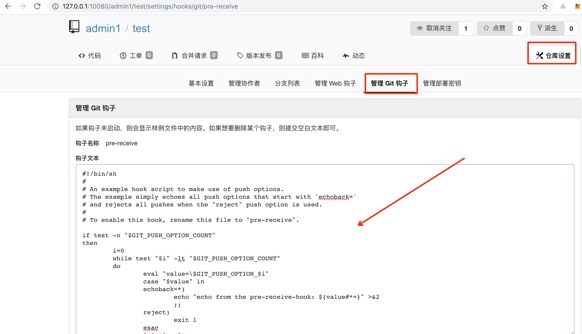 127.0.0.1:10080/admin1/test/settings/hooks/git/pre-receive
admin1 / test
取消关注 1 点赞 0 派生 0
代码 工单 0 合并请求 0 版本发布 0 百科 动态 仓库设置
基本设置 管理协作者 分支列表 管理 Web 钩子 管理 Git 钩子 管理部署密钥
管理 Git 钩子
如果钩子未启动，则会显示样例文件中的内容。如果想要删除某个钩子，则提交空白文本即可。
钩子名称 pre-receive
钩子文本
#!/bin/sh
#
# An example hook script to make use of push options.
# The example simply echoes all push options that start with 'echoback='
# and rejects all pushes when the "reject" push option is used.
#
# To enable this hook, rename this file to "pre-receive".
if test -n "$GIT_PUSH_OPTION_COUNT"
then
i=0
while test "$i" -lt "$GIT_PUSH_OPTION_COUNT"
do
eval "value=\$GIT_PUSH_OPTION_$i"
case "$value" in
echoback=*)
echo "echo from the pre-receive-hook: ${value#*=}" >&2
;;
reject)
exit 1
esac